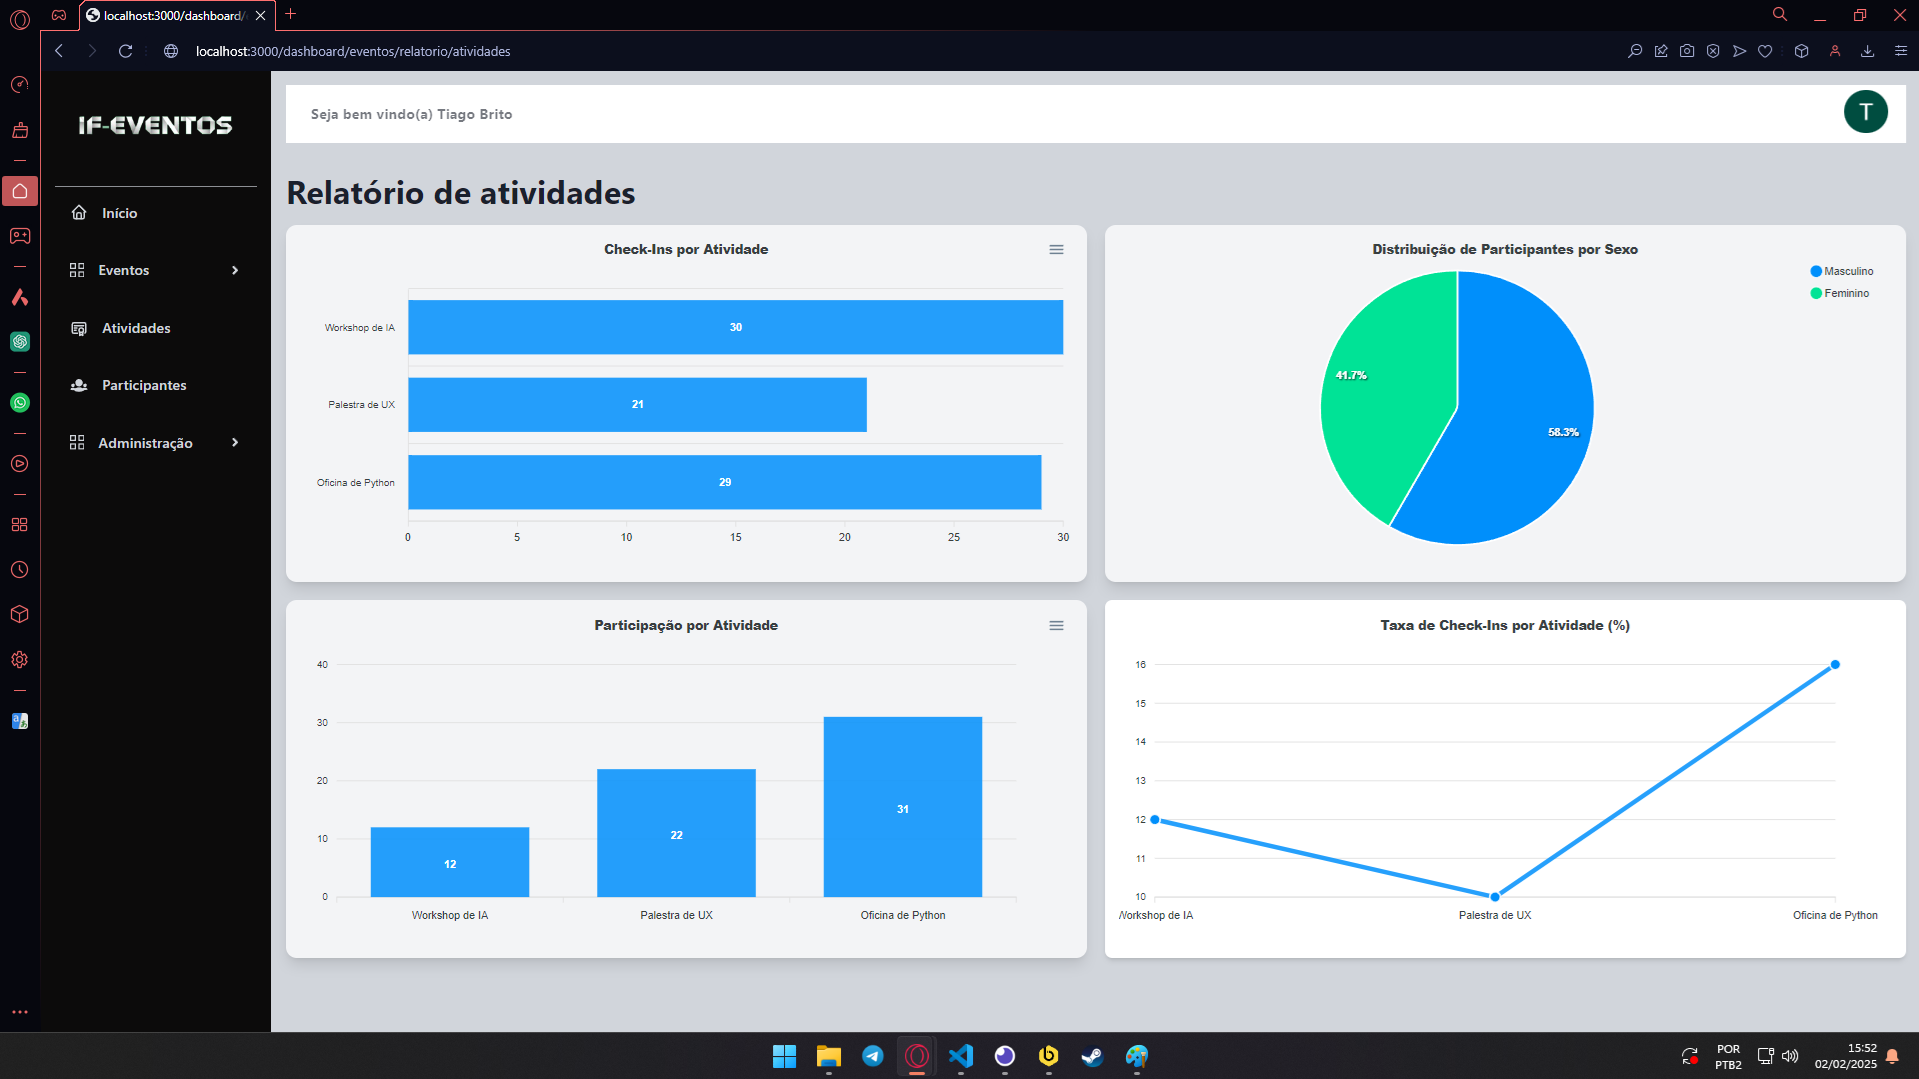 localhost:3000/dashboard/
localhost:3000/dashboard/eventos/relatorio/atividades
IF-EVENTOS
Início
Eventos
Atividades
Participantes
Administração
Seja bem vindo(a) Tiago Brito
T
Relatório de atividades
Check-Ins por Atividade
Workshop de IA
30
Palestra de UX
21
Oficina de Python
29
0 5 10 15 20 25 30
Distribuição de Participantes por Sexo
Masculino
Feminino
41.7%
58.3%
Participação por Atividade
40
30
20
10
0
12
22
31
Workshop de IA Palestra de UX Oficina de Python
Taxa de Check-Ins por Atividade (%)
16
15
14
13
12
11
10
Workshop de IA Palestra de UX Oficina de Python
POR
PTB2
15:52
02/02/2025